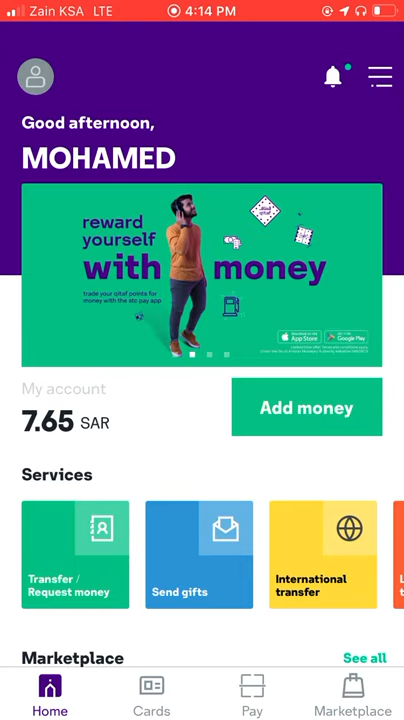 Zain KSA LTE 4:14 PM
Good afternoon,
MOHAMED
reward
yourself
with money
trade your qitaf points for
money with the stc pay app
App Store
Google Play
My account
7.65 SAR
Add money
Services
Transfer /
Request money
Send gifts
International
transfer
L
t
Marketplace
See all
Home
Cards
Pay
Marketplace